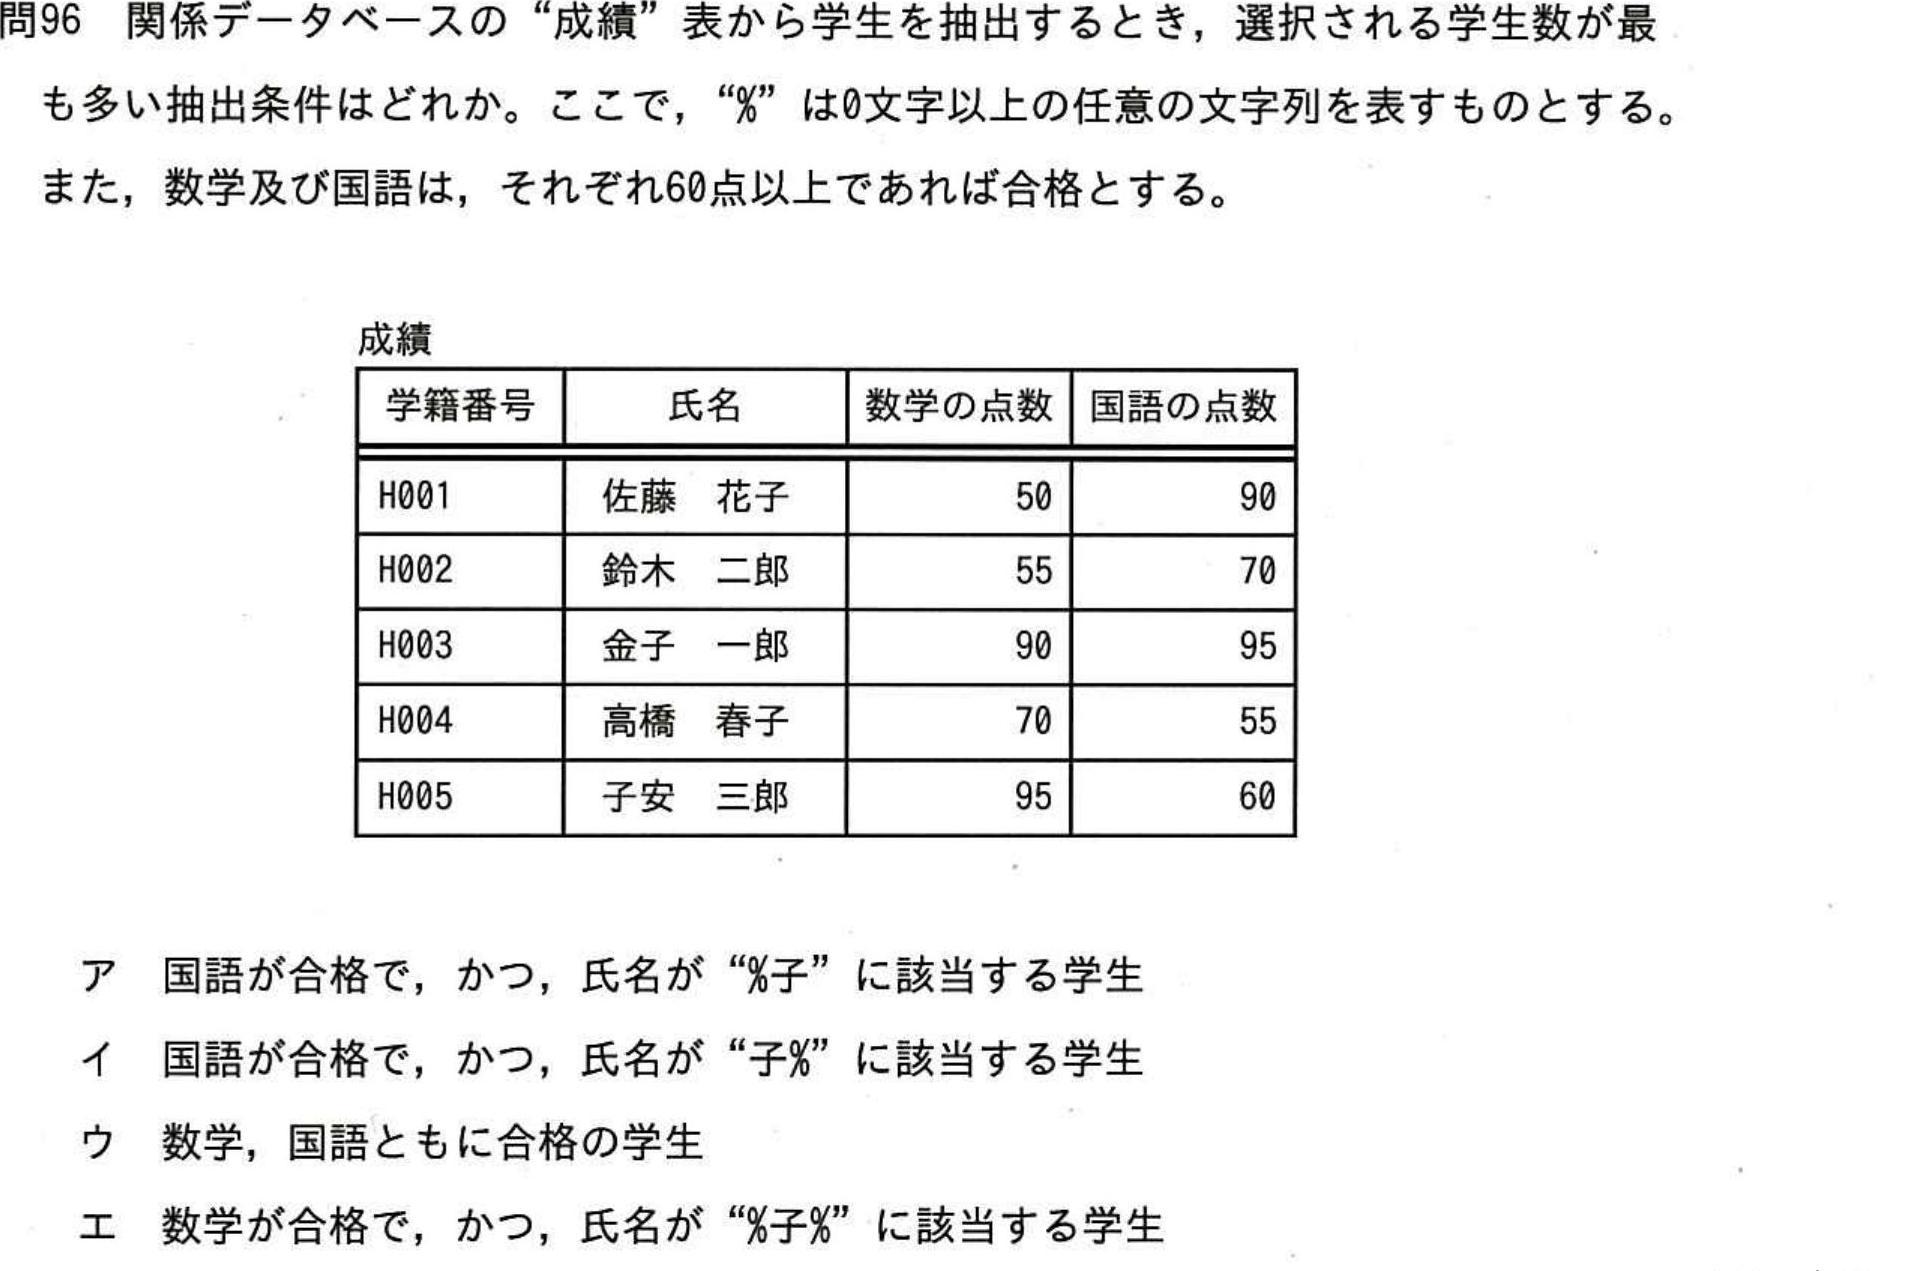 問96　関係データベースの“成績”表から学生を抽出するとき，選択される学生数が最
も多い抽出条件はどれか。ここで，“%”は0文字以上の任意の文字列を表すものとする。
また，数学及び国語は，それぞれ60点以上であれば合格とする。
成績
学籍番号　氏名　数学の点数　国語の点数
H001　佐藤　花子　50　90
H002　鈴木　二郎　55　70
H003　金子　一郎　90　95
H004　高橋　春子　70　55
H005　子安　三郎　95　60
ア　国語が合格で，かつ，氏名が“%子”に該当する学生
イ　国語が合格で，かつ，氏名が“子%”に該当する学生
ウ　数学，国語ともに合格の学生
エ　数学が合格で，かつ，氏名が“%子%”に該当する学生